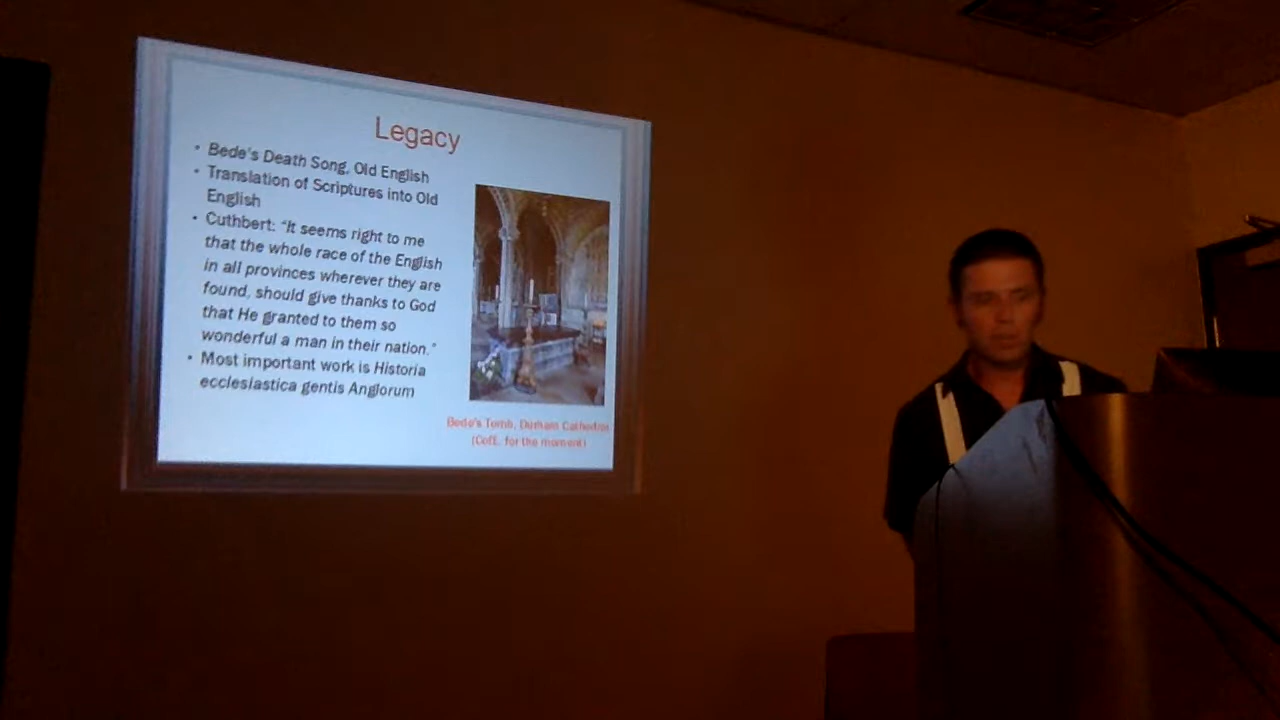 Legacy
• Bede's Death Song, Old English
• Translation of Scriptures into Old
English
• Cuthbert: "It seems right to me
that the whole race of the English
in all provinces wherever they are
found, should give thanks to God
that He granted to them so
wonderful a man in their nation."
• Most important work is Historia
ecclesiastica gentis Anglorum
Bede's Tomb, Durham Cathedral
(CofE. for the moment)